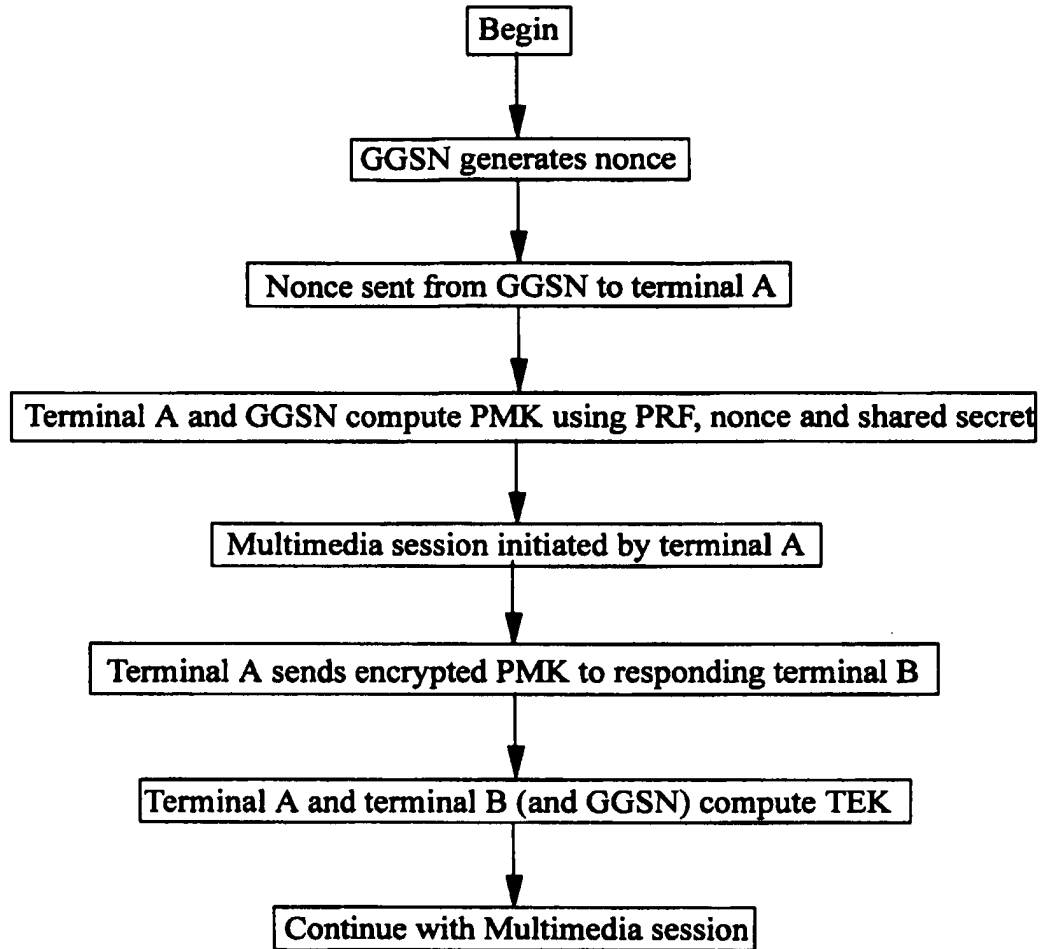 Begin
GGSN generates nonce
Nonce sent from GGSN to terminal A
Terminal A and GGSN compute PMK using PRF, nonce and shared secret
Multimedia session initiated by terminal A
Terminal A sends encrypted PMK to responding terminal B
Terminal A and terminal B (and GGSN) compute TEK
Continue with Multimedia session